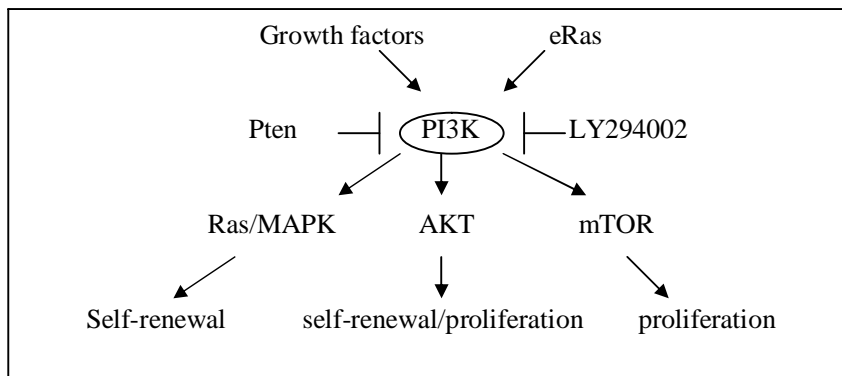 Growth factors eRas
Pten PI3K LY294002
Ras/MAPK AKT mTOR
Self-renewal self-renewal/proliferation proliferation